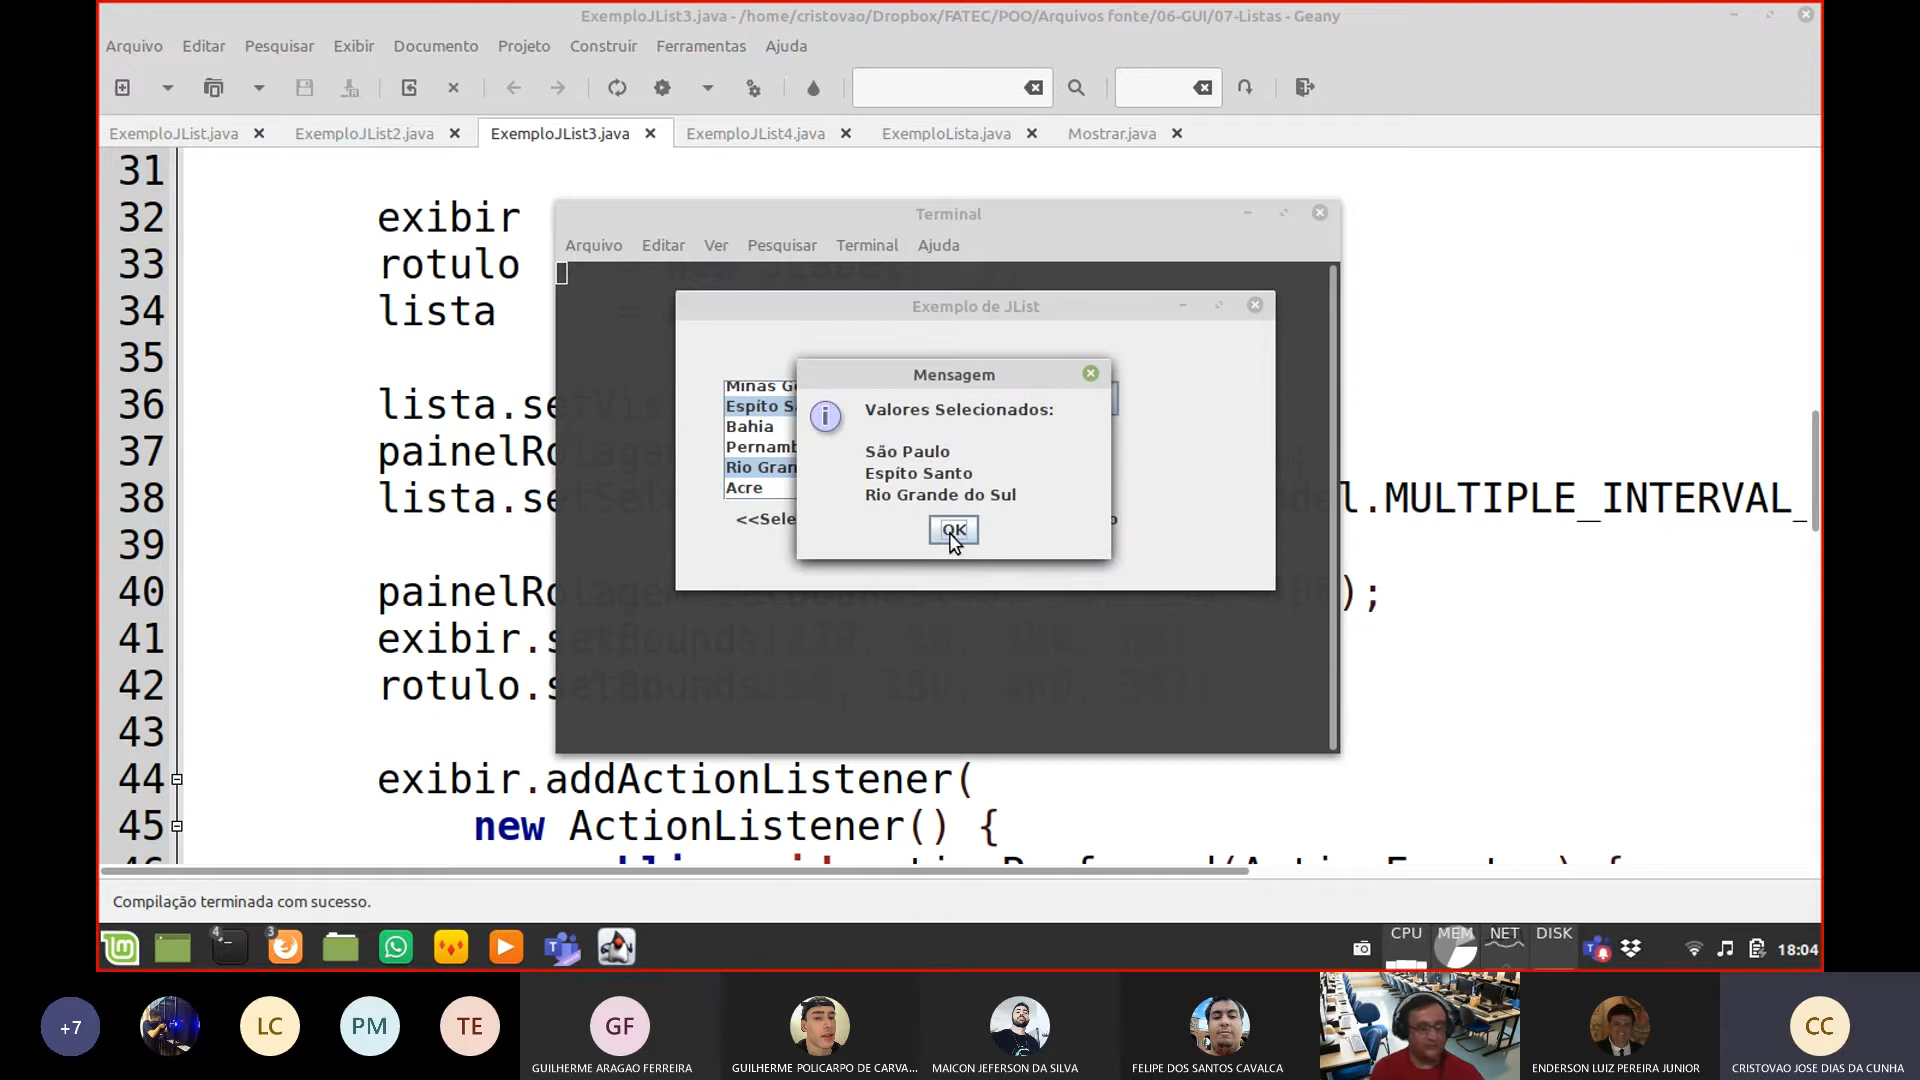 ExemploJList3.java - /home/cristovao/Dropbox/FATEC/POO/Arquivos fonte/06-GUI/07-Listas - Geany
Arquivo Editar Pesquisar Exibir Documento Projeto Construir Ferramentas Ajuda
ExemploJList.java ExemploJList2.java ExemploJList3.java ExemploJList4.java ExemploLista.java Mostrar.java
31
32 exibir
33 rotulo
34 lista =
35
36 lista.se
37 painelRo
38 lista.se l.MULTIPLE_INTERVAL_
39
40 painelRo );
41 exibir.s
42 rotulo.s
43
44 exibir.addActionListener(
45 new ActionListener() {
Terminal
Arquivo Editar Ver Pesquisar Terminal Ajuda
Exemplo de JList
Minas G
Espíto S
Bahia
Pernamb
Rio Gran
Acre
<<Sele
o
Mensagem
Valores Selecionados:
São Paulo
Espíto Santo
Rio Grande do Sul
OK
Compilação terminada com sucesso.
4 3 CPU MEM NET DISK 18:04
+7 LC PM TE GF CC
GUILHERME ARAGAO FERREIRA GUILHERME POLICARPO DE CARVA... MAICON JEFERSON DA SILVA FELIPE DOS SANTOS CAVALCA ENDERSON LUIZ PEREIRA JUNIOR CRISTOVAO JOSE DIAS DA CUNHA